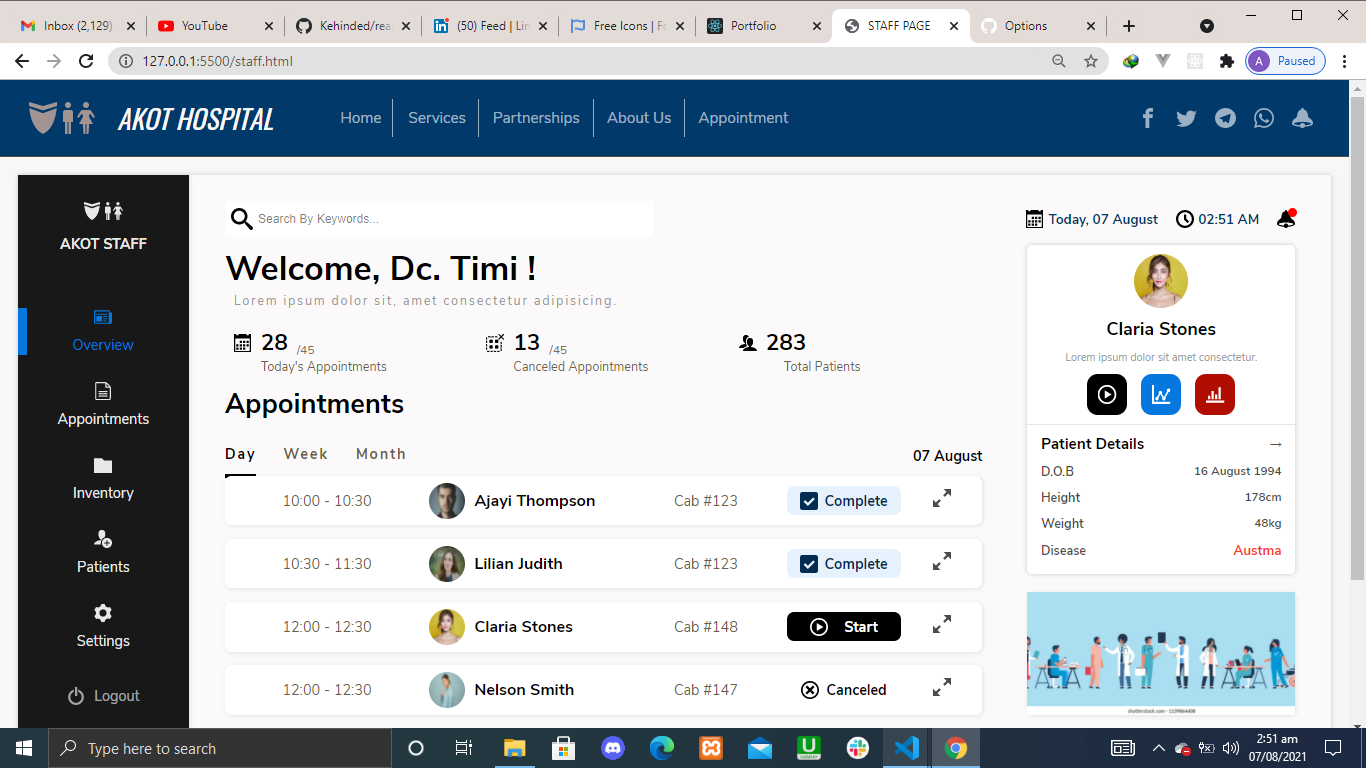 Inbox (2,129)
YouTube
Kehinded/rea
(50) Feed | Lin
Free Icons | Fo
Portfolio
STAFF PAGE
Options
127.0.0.1:5500/staff.html
A Paused
AKOT HOSPITAL
Home
Services
Partnerships
About Us
Appointment
AKOT STAFF
Overview
Appointments
Inventory
Patients
Settings
Logout
Search By Keywords...
Today, 07 August
02:51 AM
Welcome, Dc. Timi !
Lorem ipsum dolor sit, amet consectetur adipisicing.
28 /45
Today's Appointments
13 /45
Canceled Appointments
283
Total Patients
Appointments
Day
Week
Month
07 August
10:00 - 10:30 Ajayi Thompson Cab #123 Complete
10:30 - 11:30 Lilian Judith Cab #123 Complete
12:00 - 12:30 Claria Stones Cab #148 Start
12:00 - 12:30 Nelson Smith Cab #147 Canceled
Claria Stones
Lorem ipsum dolor sit amet consectetur.
Patient Details →
D.O.B 16 August 1994
Height 178cm
Weight 48kg
Disease Austma
shutterstock.com · 1139864408
Type here to search
2:51 am
07/08/2021